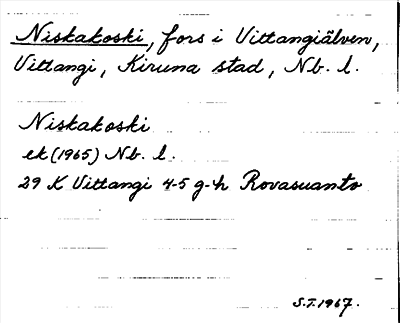 Niskakoski, fors i Vittangiälven,
Vittangi, Kiruna stad, Nb. l.
Niskakoski
ek (1965) Nb. l.
29 K Vittangi 4-5 g-h Rovasuanto
S.T. 1967.